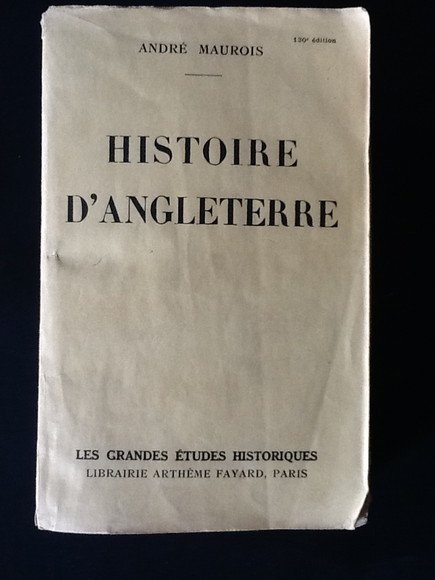 130e édition
ANDRÉ MAUROIS
HISTOIRE
D'ANGLETERRE
LES GRANDES ÉTUDES HISTORIQUES
LIBRAIRIE ARTHÈME FAYARD, PARIS